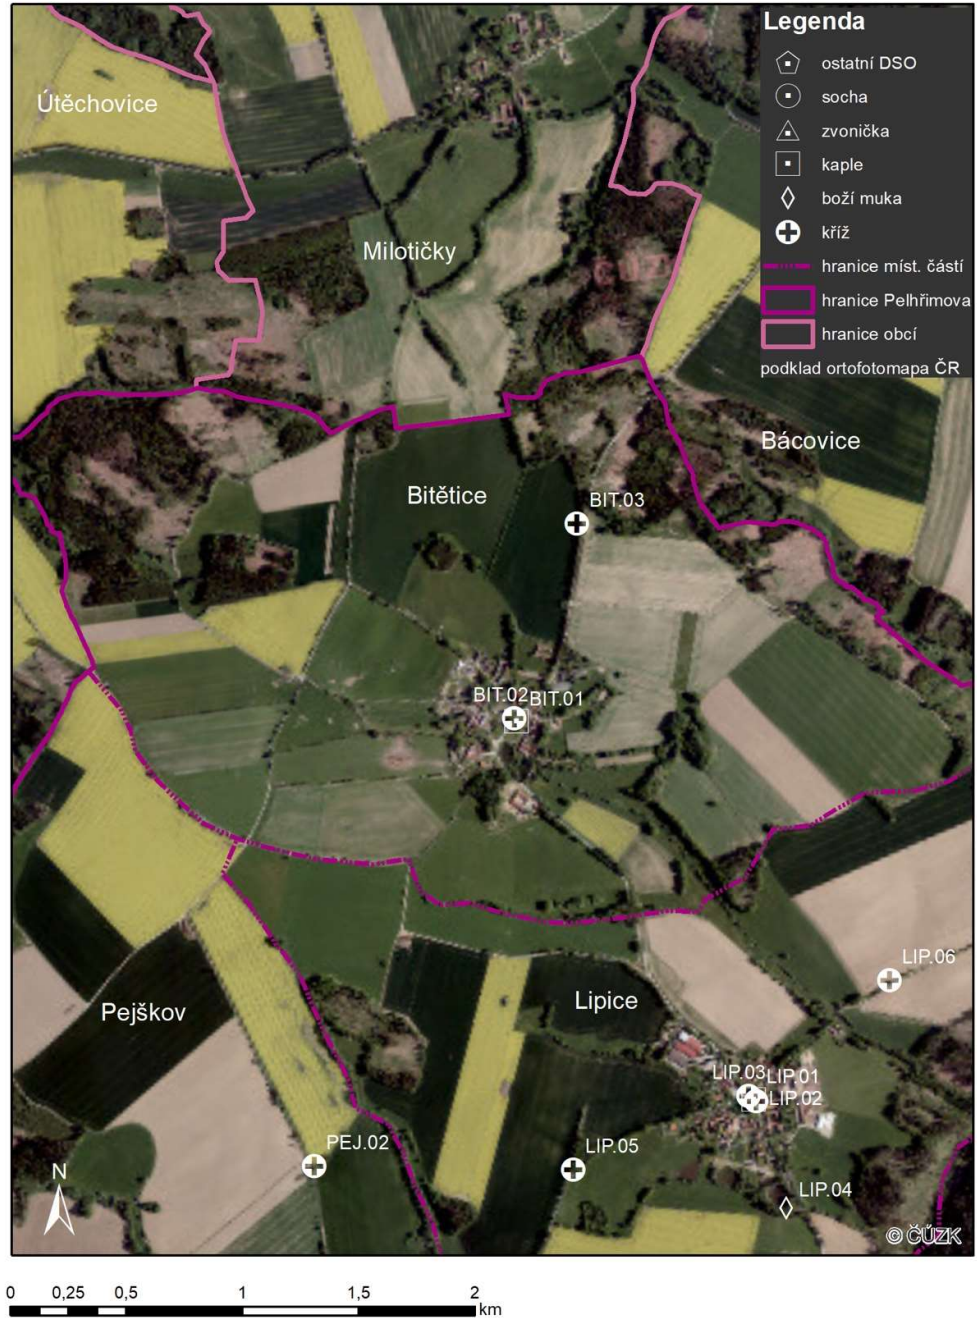 Legenda
ostatní DSO
socha
zvonička
kaple
boží muka
kříž
hranice míst. částí
hranice Pelhřimova
hranice obcí
podklad ortofotomapa ČR
Útěchovice
Milotičky
Bácovice
Bitětice
BIT.03
BIT.02 BIT.01
LIP.06
Pejškov
Lipice
LIP.03 LIP.01
LIP.02
PEJ.02
LIP.05
LIP.04
N
© ČÚZK
0 0,25 0,5 1 1,5 2
km